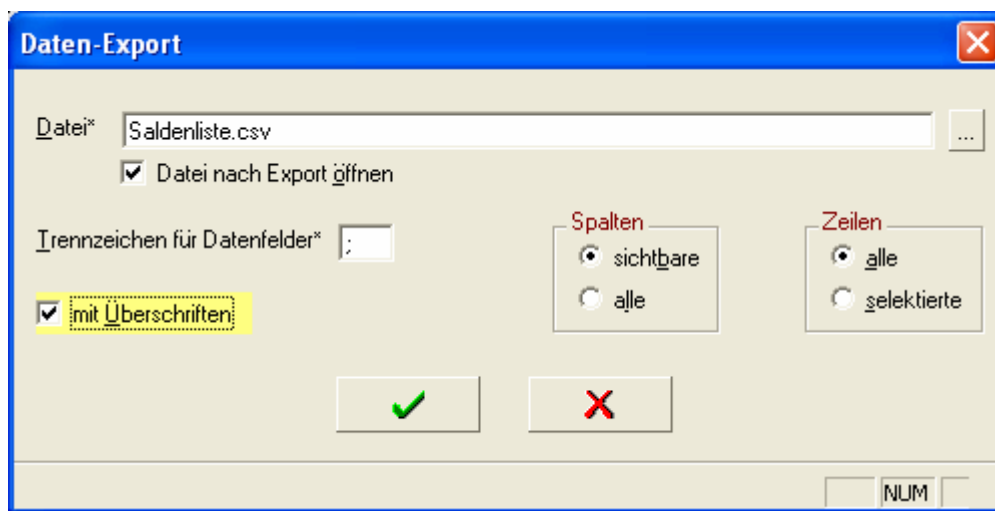 Daten-Export
Datei* Saldenliste.csv ...
Datei nach Export öffnen
Trennzeichen für Datenfelder* ;
mit Überschriften
Spalten
sichtbare
alle
Zeilen
alle
selektierte
NUM